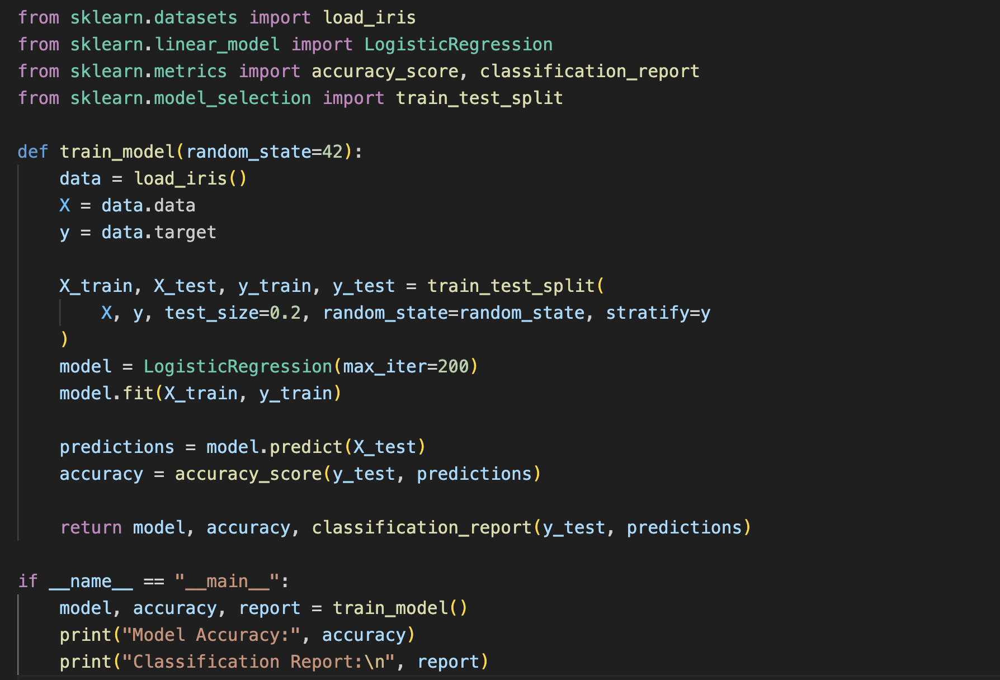 from sklearn.datasets import load_iris
from sklearn.linear_model import LogisticRegression
from sklearn.metrics import accuracy_score, classification_report
from sklearn.model_selection import train_test_split

def train_model(random_state=42):
    data = load_iris()
    X = data.data
    y = data.target

    X_train, X_test, y_train, y_test = train_test_split(
        X, y, test_size=0.2, random_state=random_state, stratify=y
    )
    model = LogisticRegression(max_iter=200)
    model.fit(X_train, y_train)

    predictions = model.predict(X_test)
    accuracy = accuracy_score(y_test, predictions)

    return model, accuracy, classification_report(y_test, predictions)

if __name__ == "__main__":
    model, accuracy, report = train_model()
    print("Model Accuracy:", accuracy)
    print("Classification Report:\n", report)